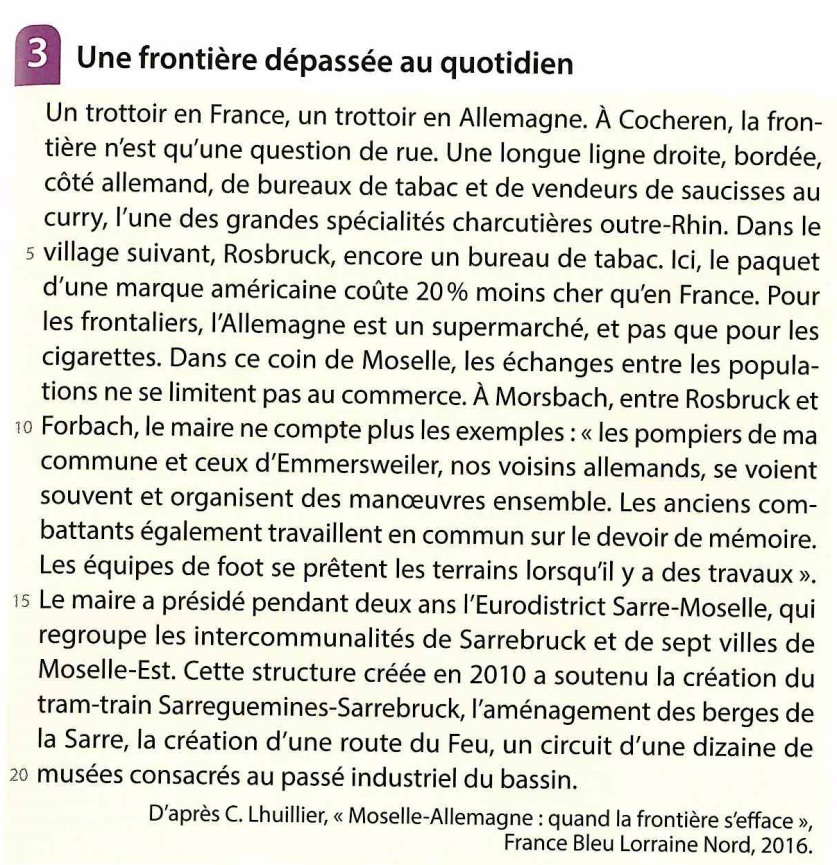 3 Une frontière dépassée au quotidien
Un trottoir en France, un trottoir en Allemagne. À Cocheren, la fron-
tière n'est qu'une question de rue. Une longue ligne droite, bordée,
côté allemand, de bureaux de tabac et de vendeurs de saucisses au
curry, l'une des grandes spécialités charcutières outre-Rhin. Dans le
5 village suivant, Rosbruck, encore un bureau de tabac. Ici, le paquet
d'une marque américaine coûte 20 % moins cher qu'en France. Pour
les frontaliers, l'Allemagne est un supermarché, et pas que pour les
cigarettes. Dans ce coin de Moselle, les échanges entre les popula-
tions ne se limitent pas au commerce. À Morsbach, entre Rosbruck et
10 Forbach, le maire ne compte plus les exemples : « les pompiers de ma
commune et ceux d'Emmersweiler, nos voisins allemands, se voient
souvent et organisent des manœuvres ensemble. Les anciens com-
battants également travaillent en commun sur le devoir de mémoire.
Les équipes de foot se prêtent les terrains lorsqu'il y a des travaux ».
15 Le maire a présidé pendant deux ans l'Eurodistrict Sarre-Moselle, qui
regroupe les intercommunalités de Sarrebruck et de sept villes de
Moselle-Est. Cette structure créée en 2010 a soutenu la création du
tram-train Sarreguemines-Sarrebruck, l'aménagement des berges de
la Sarre, la création d'une route du Feu, un circuit d'une dizaine de
20 musées consacrés au passé industriel du bassin.
D'après C. Lhuillier, « Moselle-Allemagne : quand la frontière s'efface »,
France Bleu Lorraine Nord, 2016.